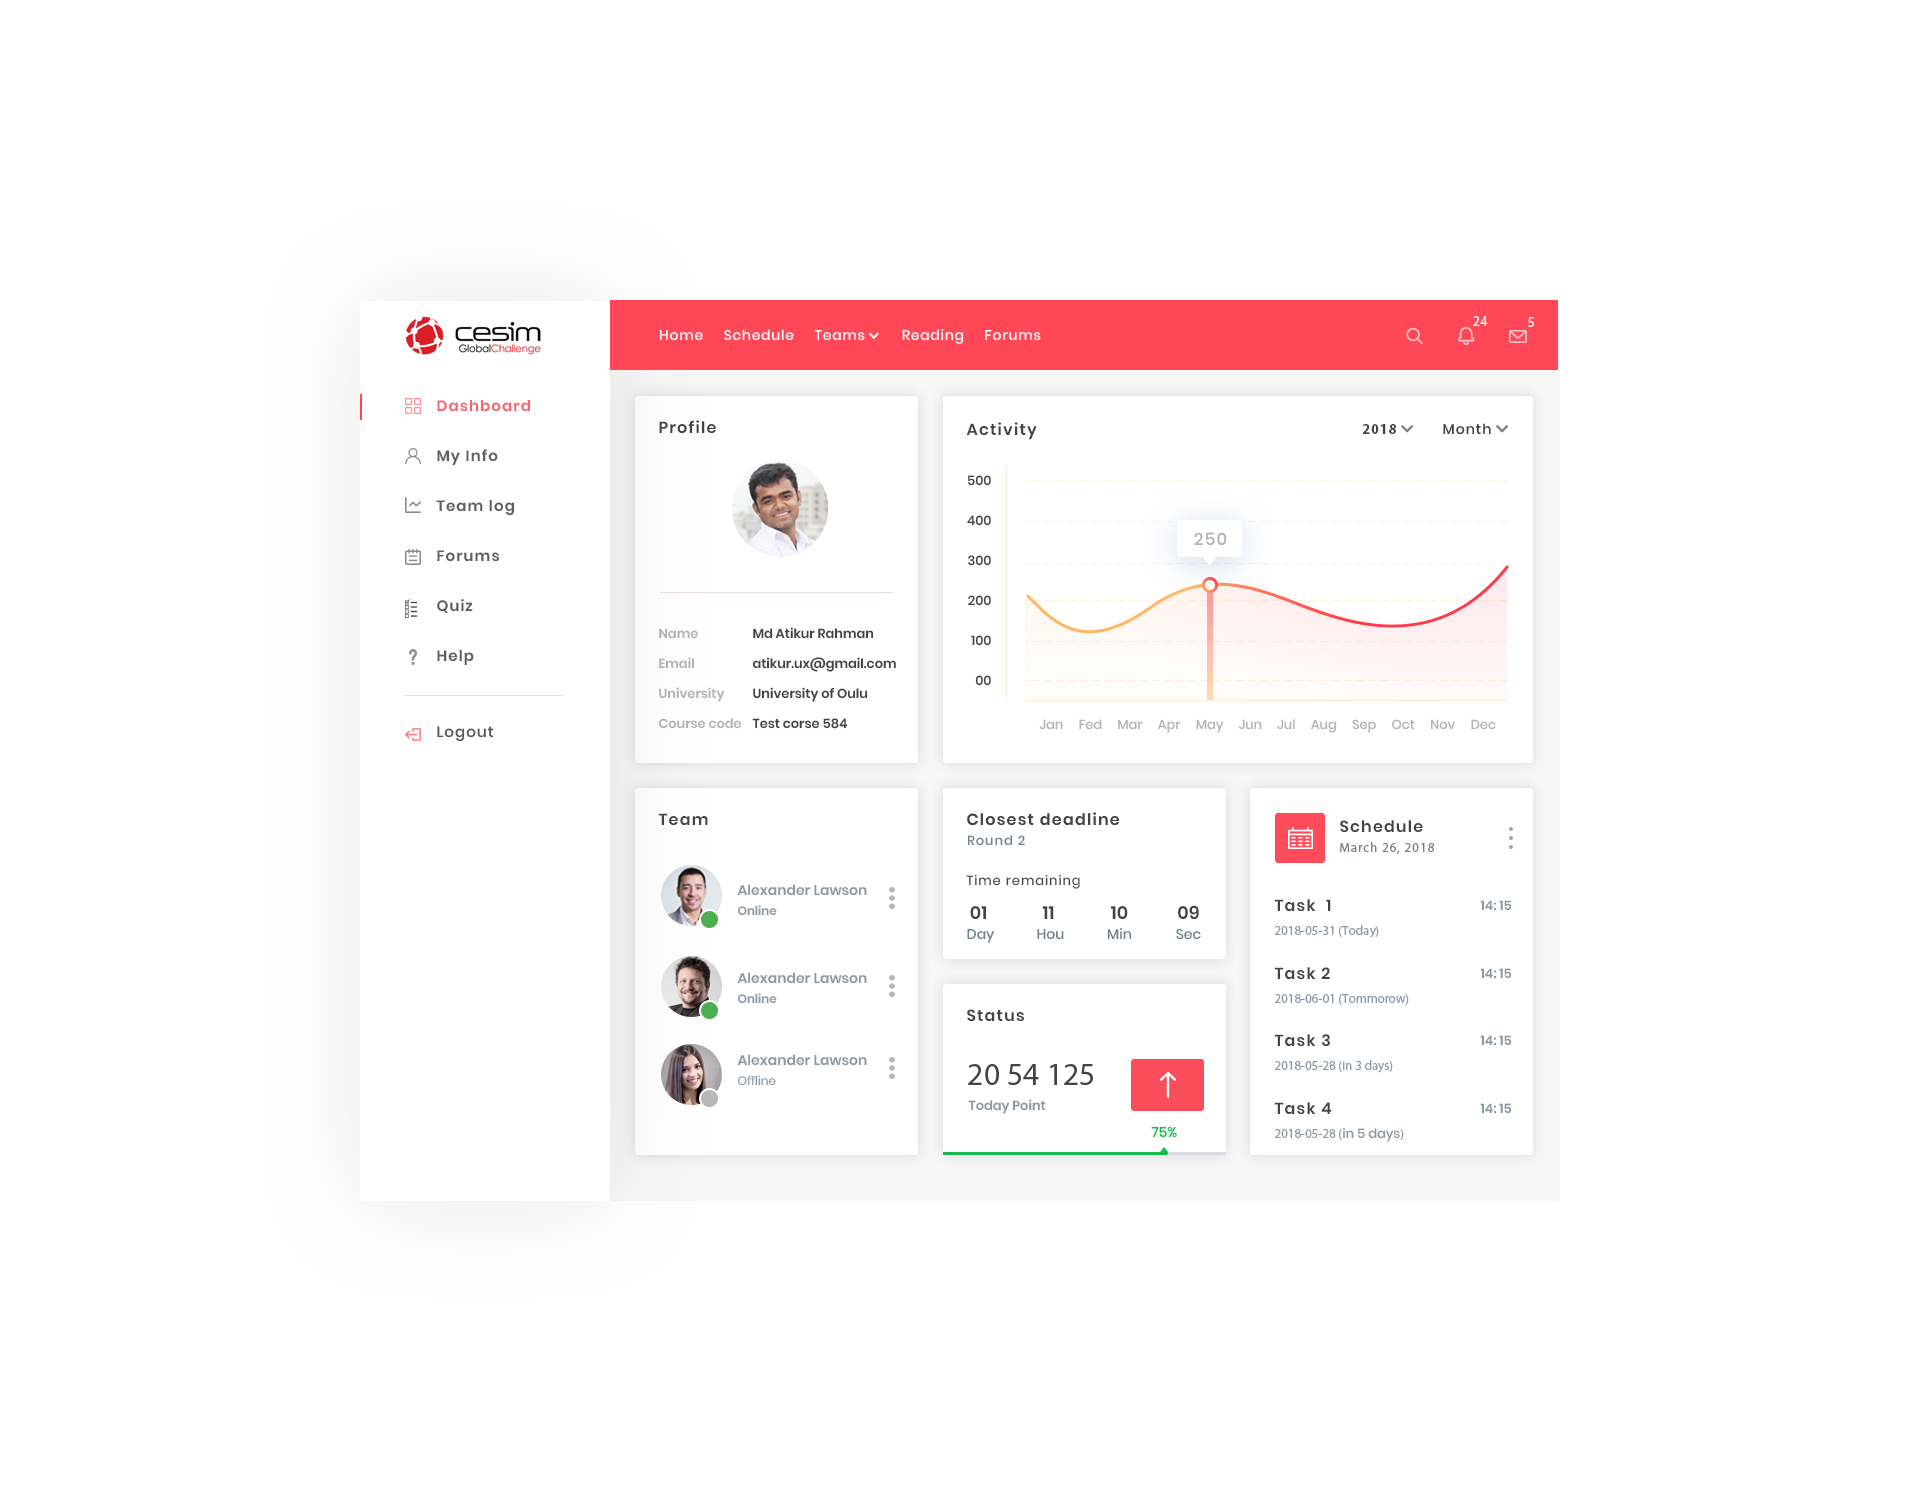 cesim
GlobalChallenge
Home Schedule Teams Reading Forums
24
5
Dashboard
My Info
Team log
Forums
Quiz
Help
Logout
Profile
Name Md Atikur Rahman
Email atikur.ux@gmail.com
University University of Oulu
Course code Test corse 584
Activity
2018 Month
500
400
300
200
100
00
250
Jan Fed Mar Apr May Jun Jul Aug Sep Oct Nov Dec
Team
Alexander Lawson
Online
Alexander Lawson
Online
Alexander Lawson
Offline
Closest deadline
Round 2
Time remaining
01 11 10 09
Day Hou Min Sec
Status
20 54 125
Today Point
75%
Schedule
March 26, 2018
Task 1 14:15
2018-05-31 (Today)
Task 2 14:15
2018-06-01 (Tommorow)
Task 3 14:15
2018-05-28 (in 3 days)
Task 4 14:15
2018-05-28 (in 5 days)